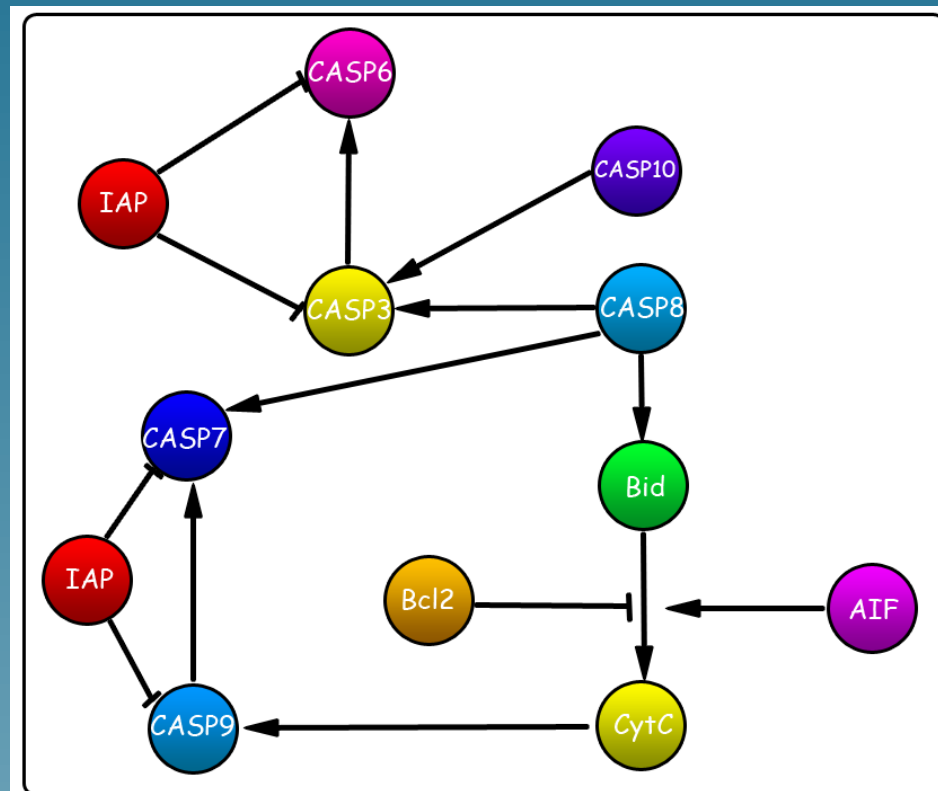 CASP6
CASP10
IAP
CASP3
CASP8
CASP7
Bid
IAP
Bcl2
AIF
CASP9
CytC